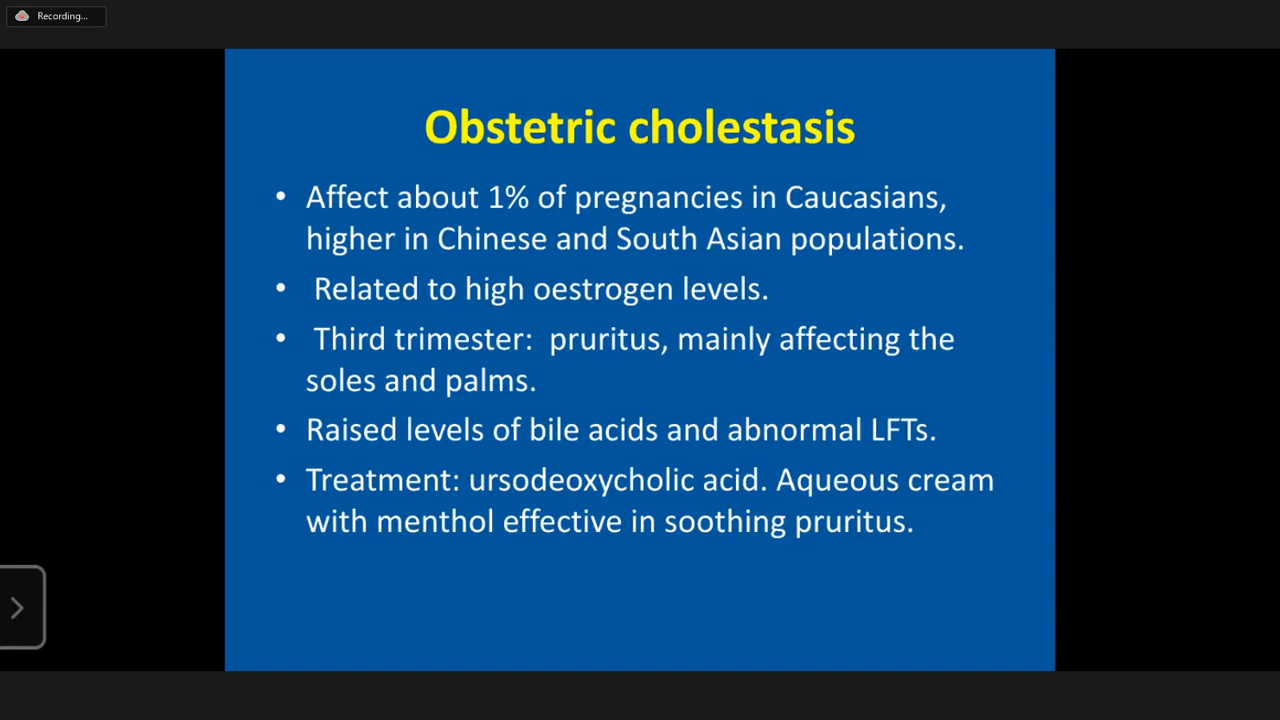 Recording...
Obstetric cholestasis
• Affect about 1% of pregnancies in Caucasians,
higher in Chinese and South Asian populations.
• Related to high oestrogen levels.
• Third trimester: pruritus, mainly affecting the
soles and palms.
• Raised levels of bile acids and abnormal LFTs.
• Treatment: ursodeoxycholic acid. Aqueous cream
with menthol effective in soothing pruritus.